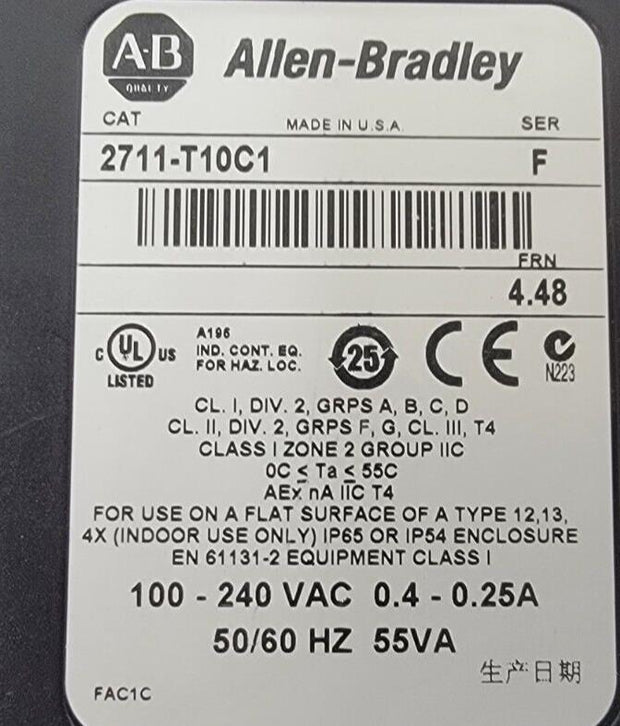 A-B
QUALITY
Allen-Bradley
CAT MADE IN U.S.A. SER
2711-T10C1 F
FRN
4.48
C UL US
LISTED
A196
IND. CONT. EQ.
FOR HAZ. LOC.
25
CE
N223
CL. I, DIV. 2, GRPS A, B, C, D
CL. II, DIV. 2, GRPS F, G, CL. III, T4
CLASS I ZONE 2 GROUP IIC
0C ≤ Ta ≤ 55C
AEx nA IIC T4
FOR USE ON A FLAT SURFACE OF A TYPE 12,13,
4X (INDOOR USE ONLY) IP65 OR IP54 ENCLOSURE
EN 61131-2 EQUIPMENT CLASS I
100 - 240 VAC 0.4 - 0.25A
50/60 HZ 55VA
生产日期
FAC1C